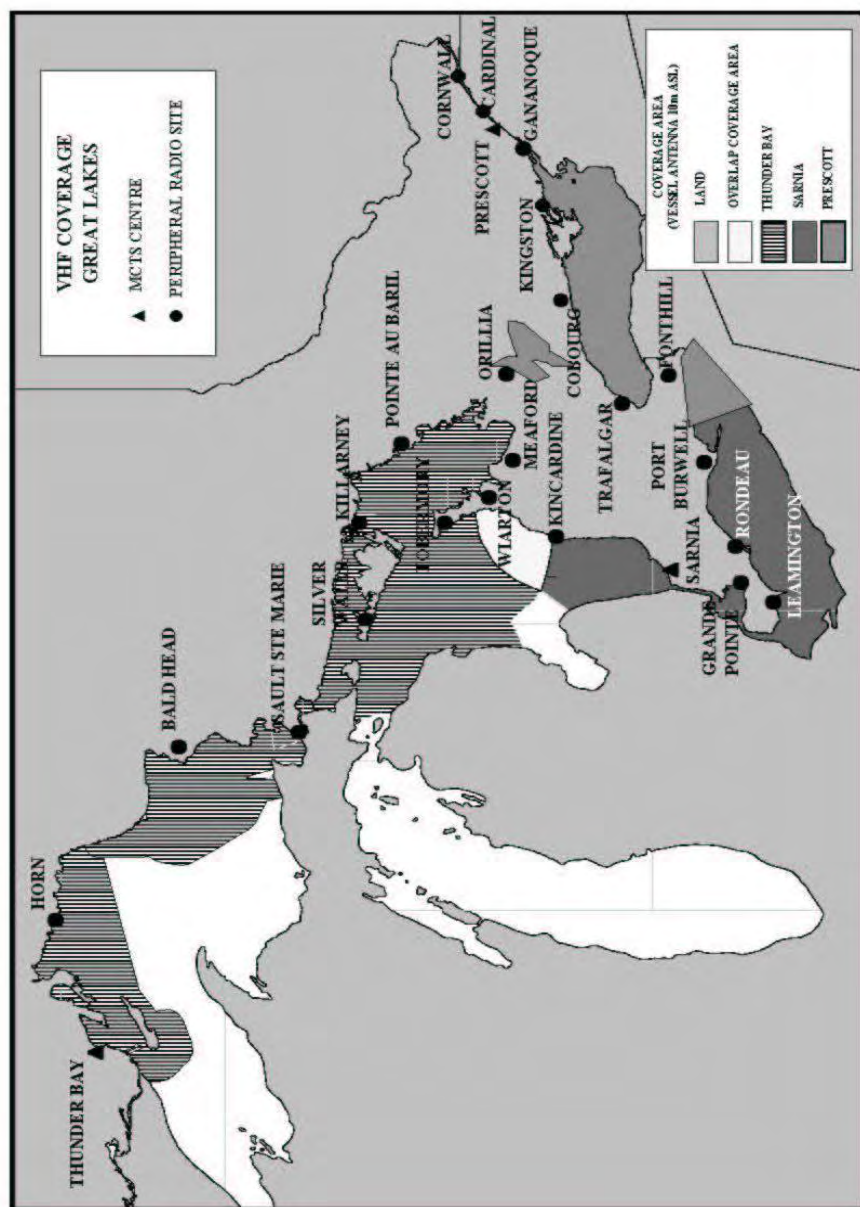 VHF COVERAGE
GREAT LAKES
MCTS CENTRE
PERIPHERAL RADIO SITE
THUNDER BAY
HORN
BALD HEAD
SAULT STE MARIE
SILVER
WATER
KILLARNEY
POINTE AU BARIL
TOBERMORY
WIARTON
MEAFORD
ORILLIA
KINCARDINE
SARNIA
GRANDE
POINTE
LEAMINGTON
RONDEAU
PORT
BURWELL
FONTHILL
TRAFALGAR
COBOURG
KINGSTON
GANANOQUE
PRESCOTT
CARDINAL
CORNWALL
COVERAGE AREA
(VESSEL ANTENNA 10m ASL)
LAND
OVERLAP COVERAGE AREA
THUNDER BAY
SARNIA
PRESCOTT